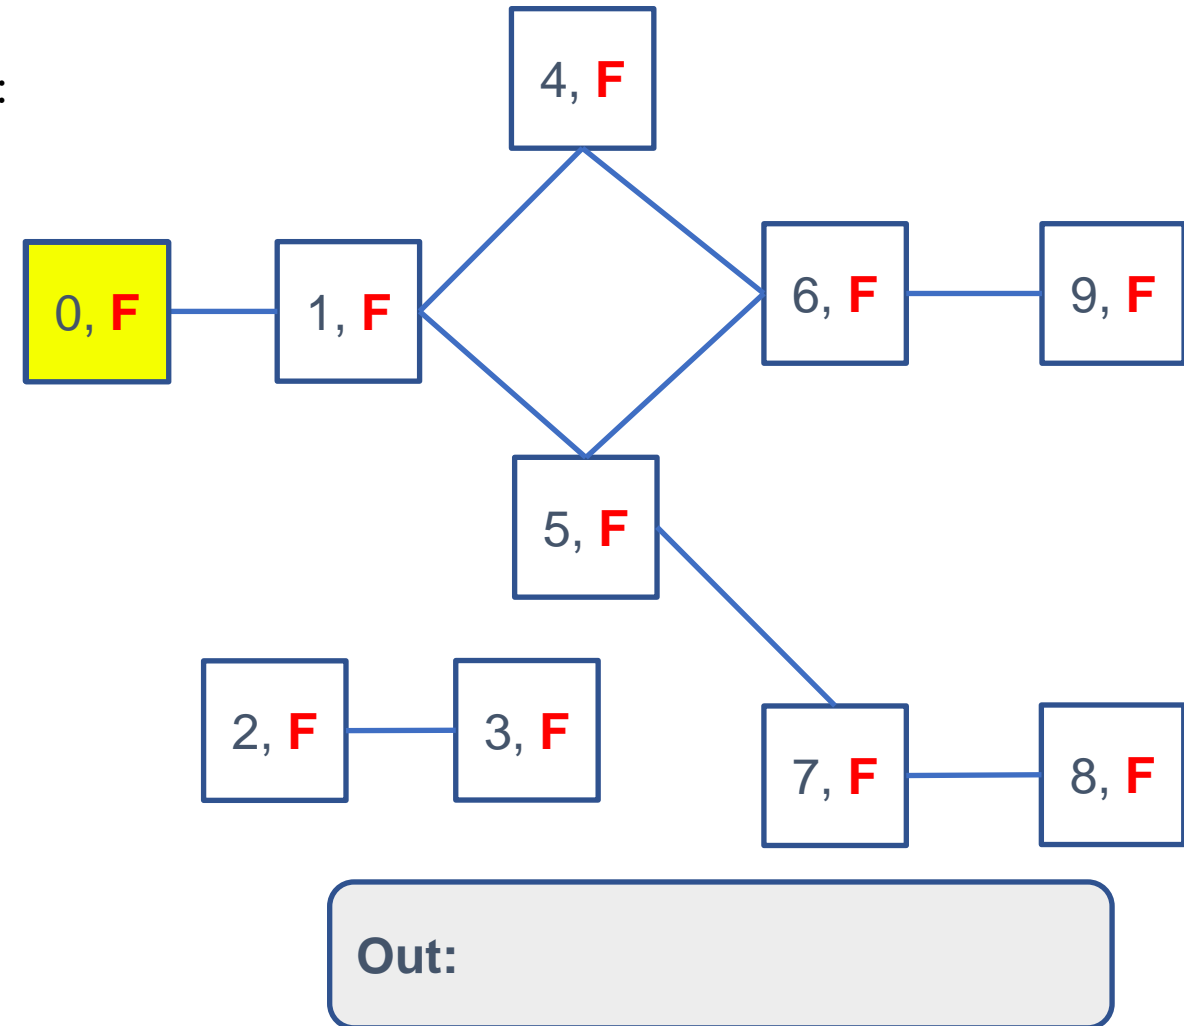 :
4, F
0, F
1, F
6, F
9, F
5, F
2, F
3, F
7, F
8, F
Out: